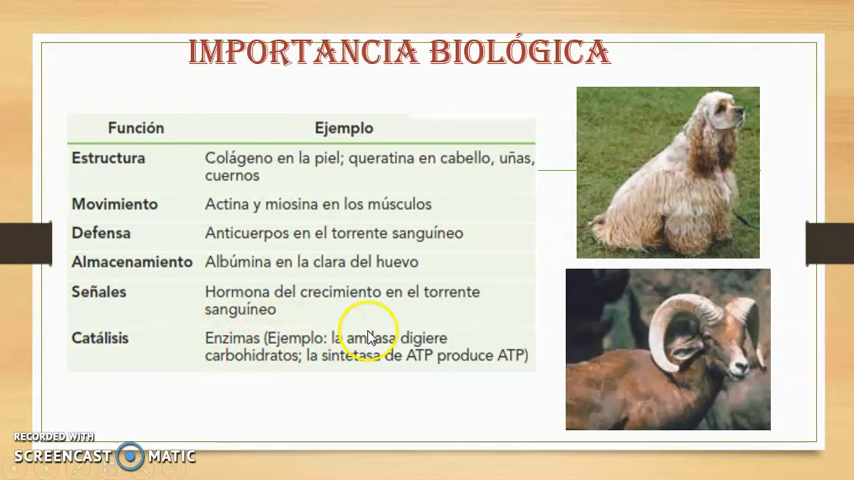 IMPORTANCIA BIOLÓGICA
Función Ejemplo
Estructura Colágeno en la piel; queratina en cabello, uñas,
cuernos
Movimiento Actina y miosina en los músculos
Defensa Anticuerpos en el torrente sanguíneo
Almacenamiento Albúmina en la clara del huevo
Señales Hormona del crecimiento en el torrente
sanguíneo
Catálisis Enzimas (Ejemplo: la amilasa digiere
carbohidratos; la sintetasa de ATP produce ATP)
RECORDED WITH
SCREENCAST MATIC